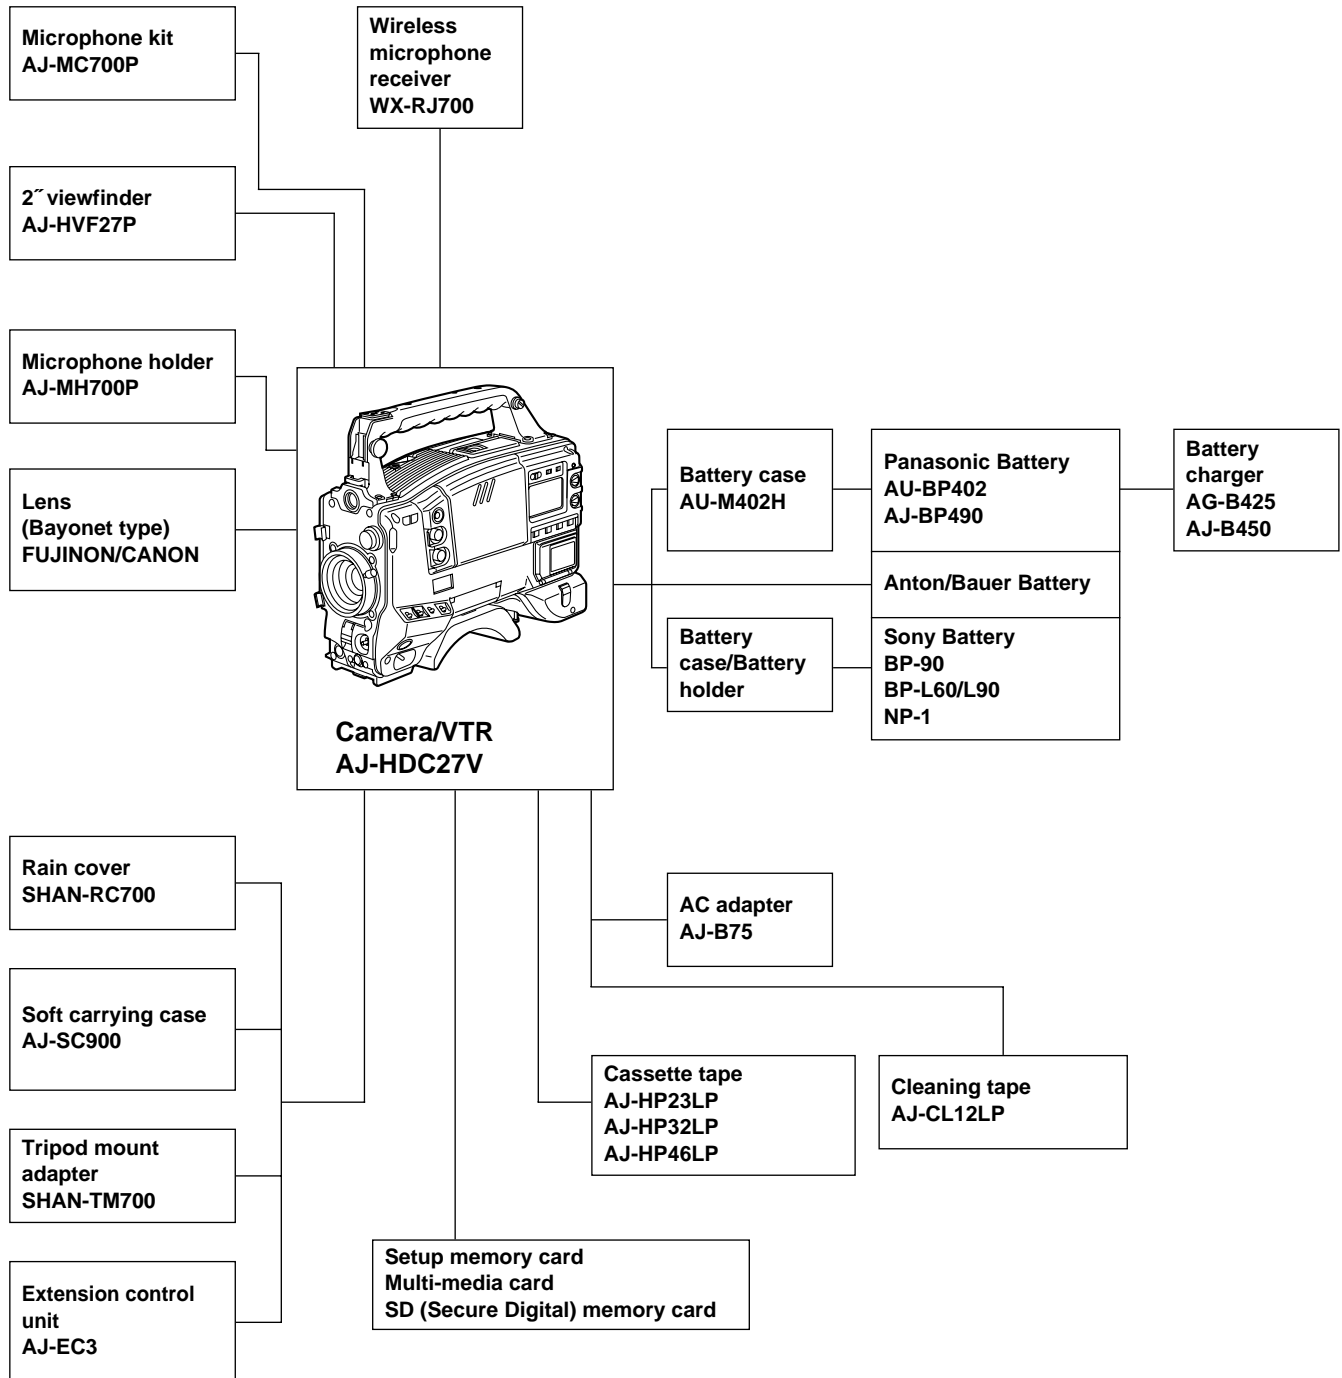 Microphone kit
AJ-MC700P
Wireless
microphone
receiver
WX-RJ700
2˝ viewfinder
AJ-HVF27P
Microphone holder
AJ-MH700P
Lens
(Bayonet type)
FUJINON/CANON
Camera/VTR
AJ-HDC27V
Battery case
AU-M402H
Panasonic Battery
AU-BP402
AJ-BP490
Battery
charger
AG-B425
AJ-B450
Anton/Bauer Battery
Battery
case/Battery
holder
Sony Battery
BP-90
BP-L60/L90
NP-1
Rain cover
SHAN-RC700
Soft carrying case
AJ-SC900
Tripod mount
adapter
SHAN-TM700
Extension control
unit
AJ-EC3
AC adapter
AJ-B75
Cassette tape
AJ-HP23LP
AJ-HP32LP
AJ-HP46LP
Cleaning tape
AJ-CL12LP
Setup memory card
Multi-media card
SD (Secure Digital) memory card